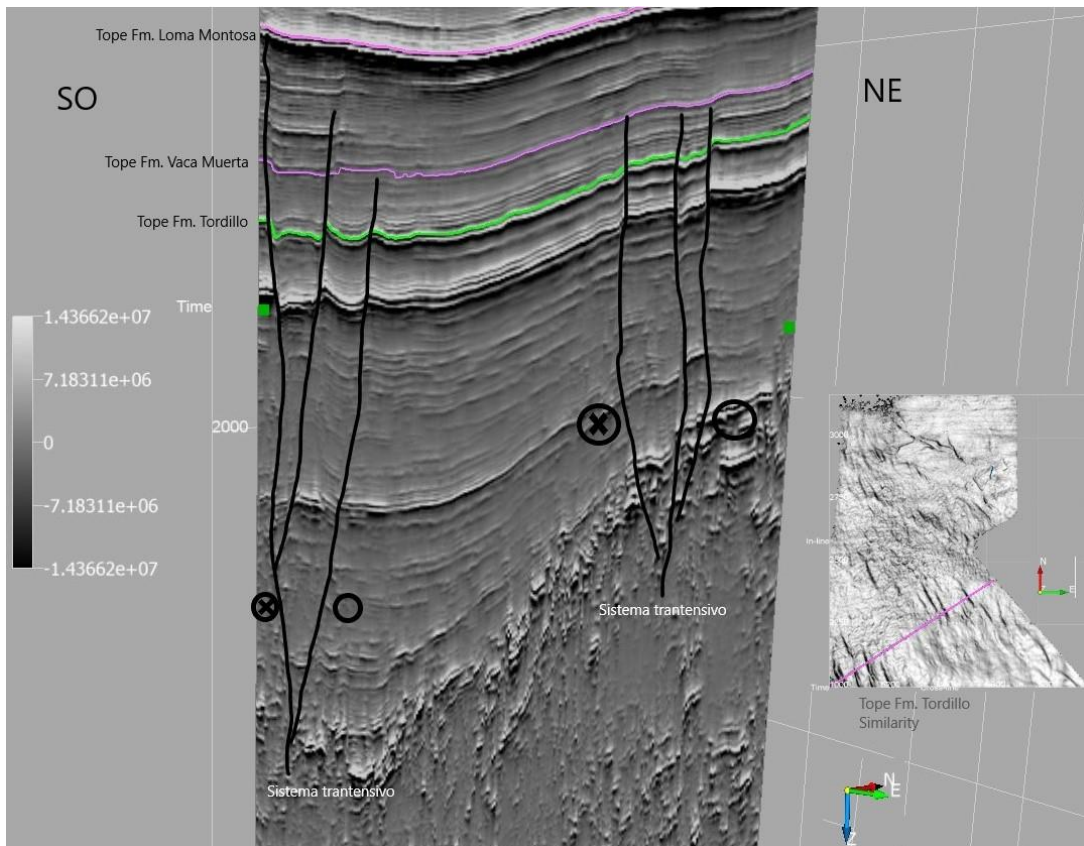 Tope Fm. Loma Montosa
SO
NE
Tope Fm. Vaca Muerta
Tope Fm. Tordillo
Time
1.43662e+07
7.18311e+06
0
-7.18311e+06
-1.43662e+07
2000
Sistema trantensivo
Sistema trantensivo
In-line
N
E
Time
Tope Fm. Tordillo
Similarity
N
E
Z